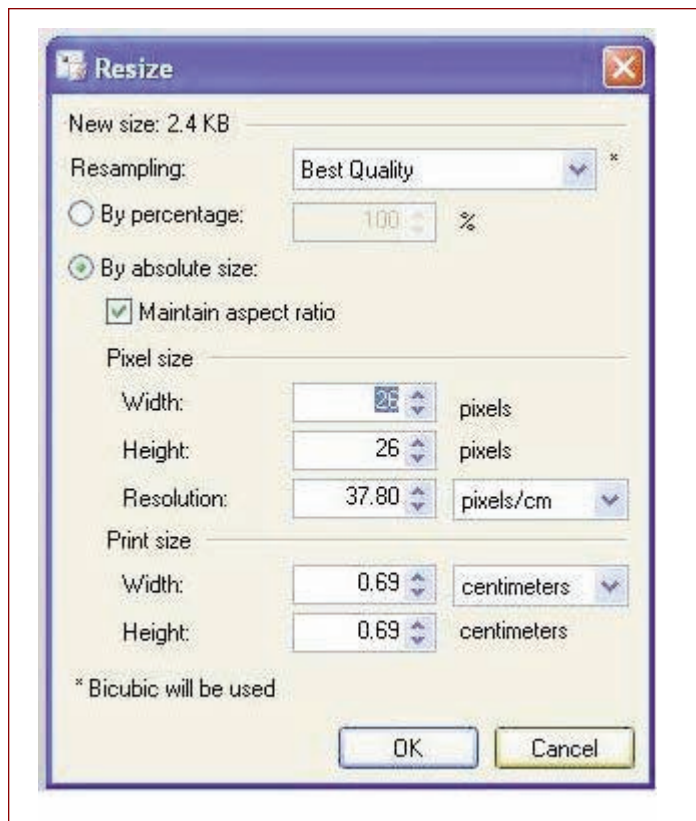 Resize
New size: 2.4 KB
Resampling: Best Quality *
By percentage: 100 %
By absolute size:
Maintain aspect ratio
Pixel size
Width: 26 pixels
Height: 26 pixels
Resolution: 37.80 pixels/cm
Print size
Width: 0.69 centimeters
Height: 0.69 centimeters
* Bicubic will be used
OK Cancel